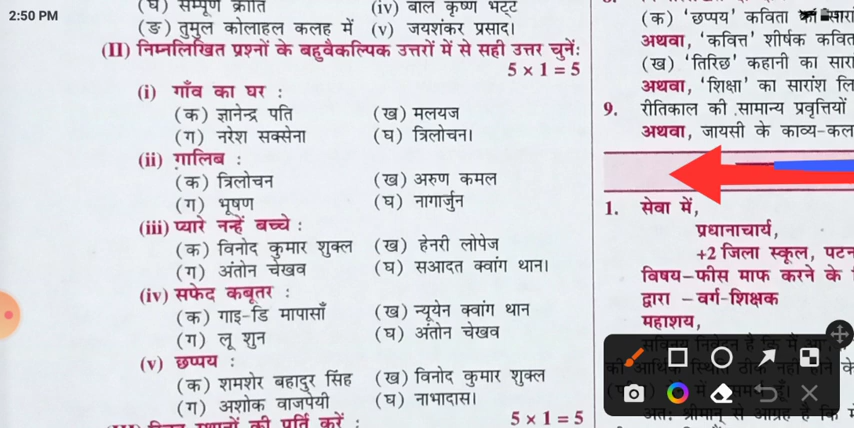 2:50 PM
(घ) सम्पूर्ण क्रांति (iv) बाल कृष्ण भट्ट
(ङ) तुमुल कोलाहल कलह में (v) जयशंकर प्रसाद।
(II) निम्नलिखित प्रश्नों के बहुवैकल्पिक उत्तरों में से सही उत्तर चुनें:
5 × 1 = 5
(i) गाँव का घर :
(क) ज्ञानेन्द्र पति (ख) मलयज
(ग) नरेश सक्सेना (घ) त्रिलोचन।
(ii) ग़ालिब :
(क) त्रिलोचन (ख) अरुण कमल
(ग) भूषण (घ) नागार्जुन
(iii) प्यारे नन्हें बच्चे :
(क) विनोद कुमार शुक्ल (ख) हेनरी लोपेज
(ग) अंतोन चेखव (घ) सआदत क्वांग थान।
(iv) सफेद कबूतर :
(क) गाइ-डि मापासाँ (ख) न्यूयेन क्वांग थान
(ग) लू शुन (घ) अंतोन चेखव
(v) छप्पय :
(क) शमशेर बहादुर सिंह (ख) विनोद कुमार शुक्ल
(ग) अशोक वाजपेयी (घ) नाभादास।
की पूर्ति करें : 5 × 1 = 5
(क) 'छप्पय' कविता
अथवा, 'कवित्त' शीर्षक
(ख) 'तिरिछ' कहानी का
अथवा, 'शिक्षा' का सारांश
9. रीतिकाल की सामान्य प्रवृत्तियों
अथवा, जायसी के
1. सेवा में,
प्रधानाचार्य,
+2 जिला स्कूल,
विषय–फीस माफ करने के
द्वारा –वर्ग-शिक्षक
महाशय,